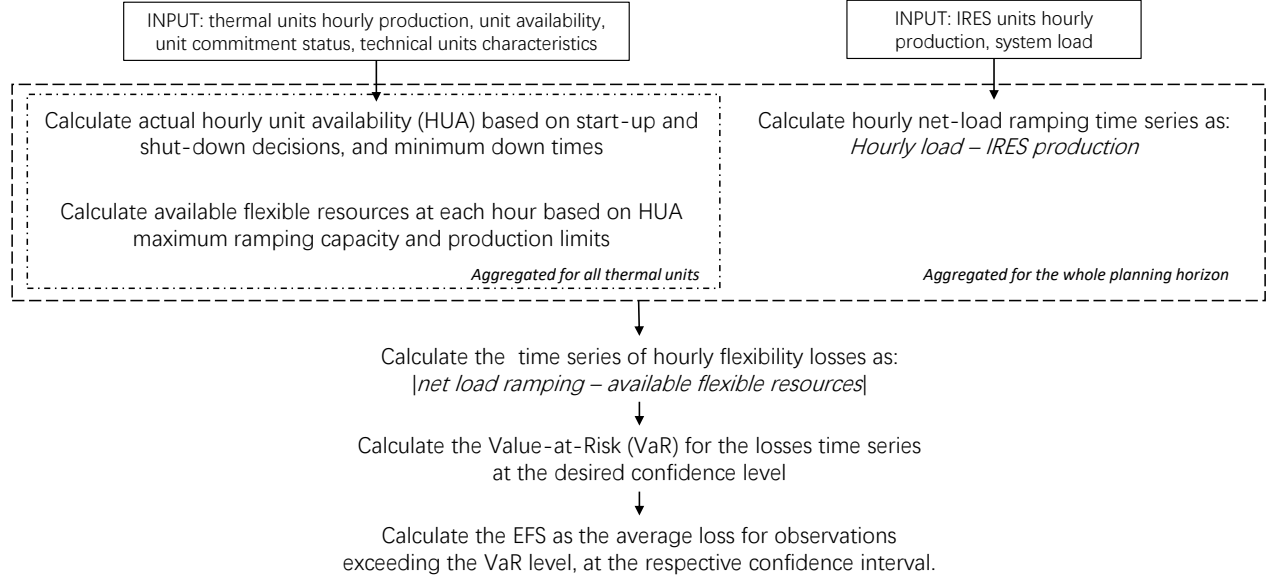 INPUT: thermal units hourly production, unit availability,
unit commitment status, technical units characteristics
INPUT: IRES units hourly
production, system load
Calculate actual hourly unit availability (HUA) based on start-up and
shut-down decisions, and minimum down times
Calculate available flexible resources at each hour based on HUA
maximum ramping capacity and production limits
Aggregated for all thermal units
Calculate hourly net-load ramping time series as:
Hourly load – IRES production
Aggregated for the whole planning horizon
Calculate the time series of hourly flexibility losses as:
|net load ramping – available flexible resources|
Calculate the Value-at-Risk (VaR) for the losses time series
at the desired confidence level
Calculate the EFS as the average loss for observations
exceeding the VaR level, at the respective confidence interval.